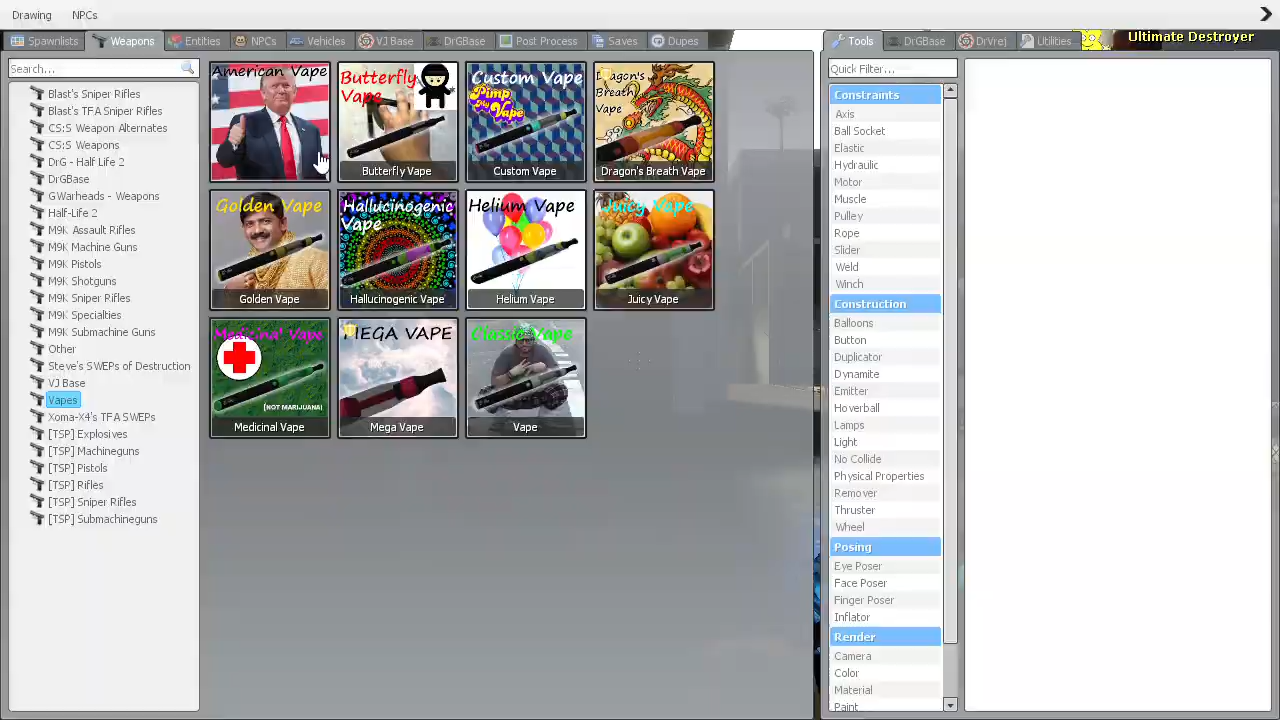 Drawing NPCs
Ultimate Destroyer
Spawnlists Weapons Entities NPCs Vehicles VJ Base DrGBase Post Process Saves Dupes
Tools DrGBase DrVrej Utilities
Search...
Blast's Sniper Rifles
Blast's TFA Sniper Rifles
CS:S Weapon Alternates
CS:S Weapons
DrG - Half Life 2
DrGBase
GWarheads - Weapons
Half-Life 2
M9K Assault Rifles
M9K Machine Guns
M9K Pistols
M9K Shotguns
M9K Sniper Rifles
M9K Specialties
M9K Submachine Guns
Other
Steve's SWEPs of Destruction
VJ Base
Vapes
Xoma-X4's TFA SWEPs
[TSP] Explosives
[TSP] Machineguns
[TSP] Pistols
[TSP] Rifles
[TSP] Sniper Rifles
[TSP] Submachineguns
American Vape
Butterfly
Vape
Butterfly Vape
Custom Vape
Pimp
My
Vape
Custom Vape
Dragon's
Breath
Vape
Dragon's Breath Vape
Golden Vape
Golden Vape
Hallucinogenic
Vape
Hallucinogenic Vape
Helium Vape
Helium Vape
Juicy Vape
Juicy Vape
Medicinal Vape
(NOT MARIJUANA)
Medicinal Vape
MEGA VAPE
Mega Vape
Classic Vape
Vape
Quick Filter...
Constraints
Axis
Ball Socket
Elastic
Hydraulic
Motor
Muscle
Pulley
Rope
Slider
Weld
Winch
Construction
Balloons
Button
Duplicator
Dynamite
Emitter
Hoverball
Lamps
Light
No Collide
Physical Properties
Remover
Thruster
Wheel
Posing
Eye Poser
Face Poser
Finger Poser
Inflator
Render
Camera
Color
Material
Paint